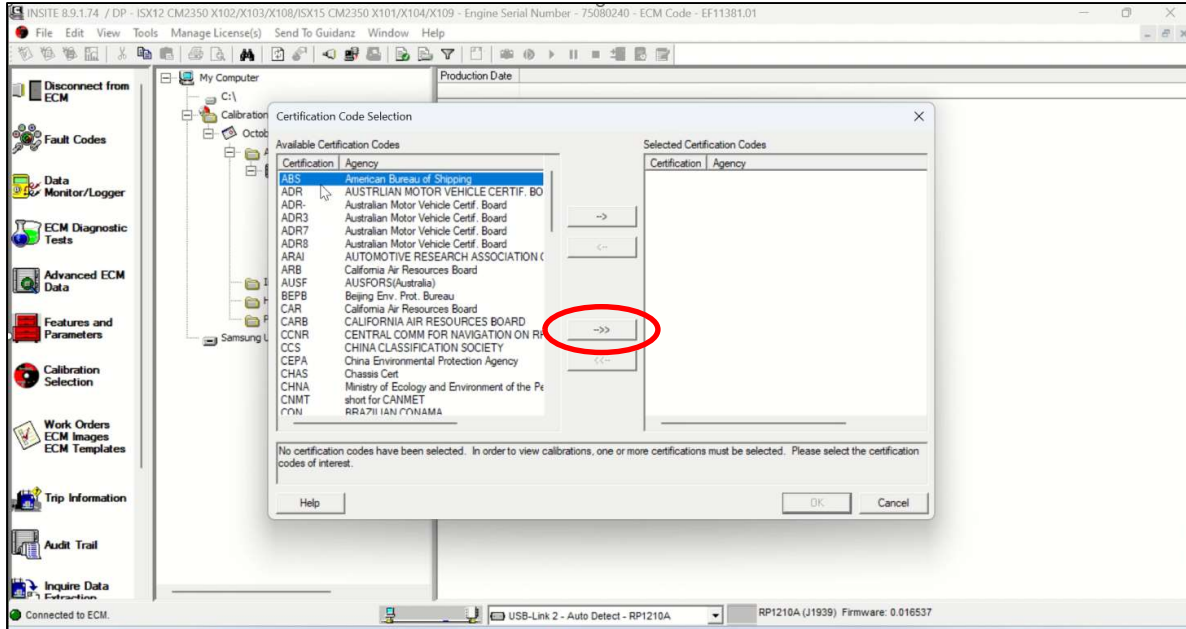 INSITE 8.9.1.74 / DP - ISX12 CM2350 X102/X103/X108/ISX15 CM2350 X101/X104/X109 - Engine Serial Number - 75080240 - ECM Code - EF11381.01
File Edit View Tools Manage License(s) Send To Guidanz Window Help
Disconnect from
ECM
Fault Codes
Data
Monitor/Logger
ECM Diagnostic
Tests
Advanced ECM
Data
Features and
Parameters
Calibration
Selection
Work Orders
ECM Images
ECM Templates
Trip Information
Audit Trail
Inquire Data
Extraction
My Computer
C:\
Calibration
Octob
Samsung U
Production Date
Certification Code Selection
Available Certification Codes
Certification Agency
ABS American Bureau of Shipping
ADR AUSTRLIAN MOTOR VEHICLE CERTIF. BO
ADR- Australian Motor Vehicle Certif. Board
ADR3 Australian Motor Vehicle Certif. Board
ADR7 Australian Motor Vehicle Certif. Board
ADR8 Australian Motor Vehicle Certif. Board
ARAI AUTOMOTIVE RESEARCH ASSOCIATION (
ARB California Air Resources Board
AUSF AUSFORS(Australia)
BEPB Beijing Env. Prot. Bureau
CAR California Air Resources Board
CARB CALIFORNIA AIR RESOURCES BOARD
CCNR CENTRAL COMM FOR NAVIGATION ON RH
CCS CHINA CLASSIFICATION SOCIETY
CEPA China Environmental Protection Agency
CHAS Chassis Cert
CHNA Ministry of Ecology and Environment of the Pe
CNMT short for CANMET
CON BRAZILIAN CONAMA
-->
<--
-->>
<<--
Selected Certification Codes
Certification Agency
No certification codes have been selected. In order to view calibrations, one or more certifications must be selected. Please select the certification
codes of interest.
Help
OK
Cancel
Connected to ECM.
USB-Link 2 - Auto Detect - RP1210A
RP1210A (J1939) Firmware: 0.016537